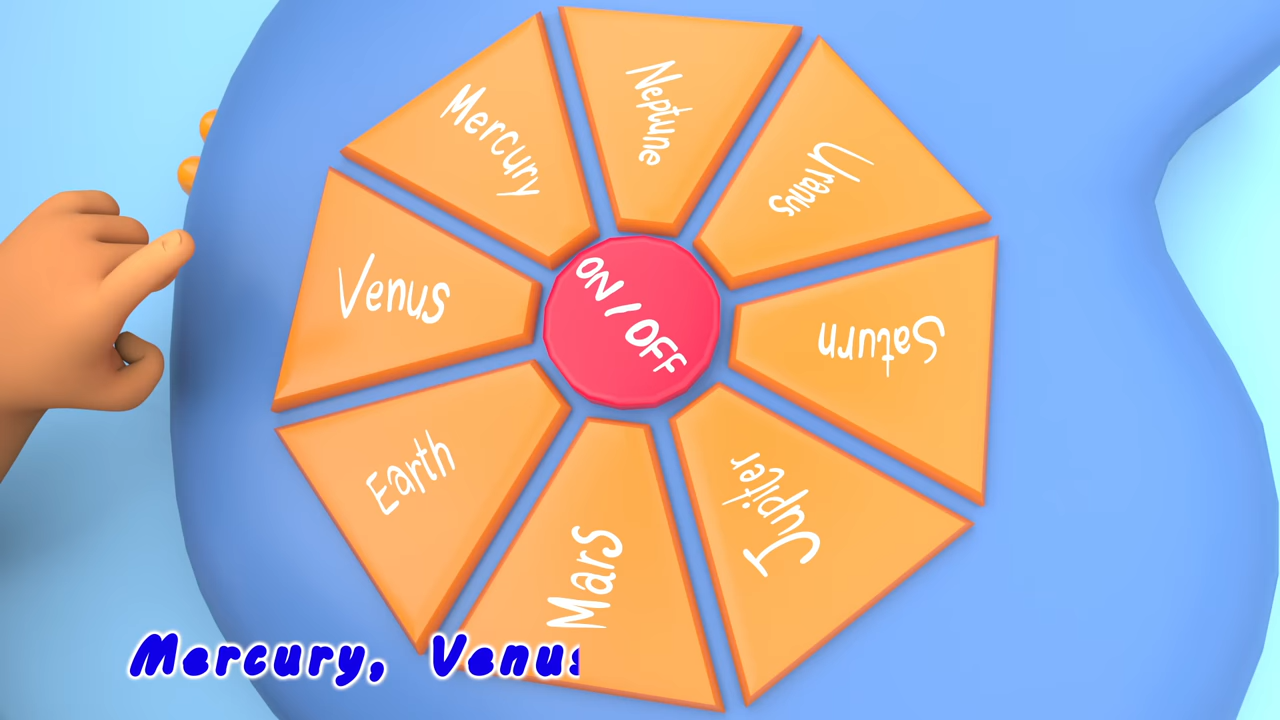 Neptune
Mercury
Uranus
Venus
ON / OFF
Saturn
Earth
Jupiter
Mars
Mercury, Venus